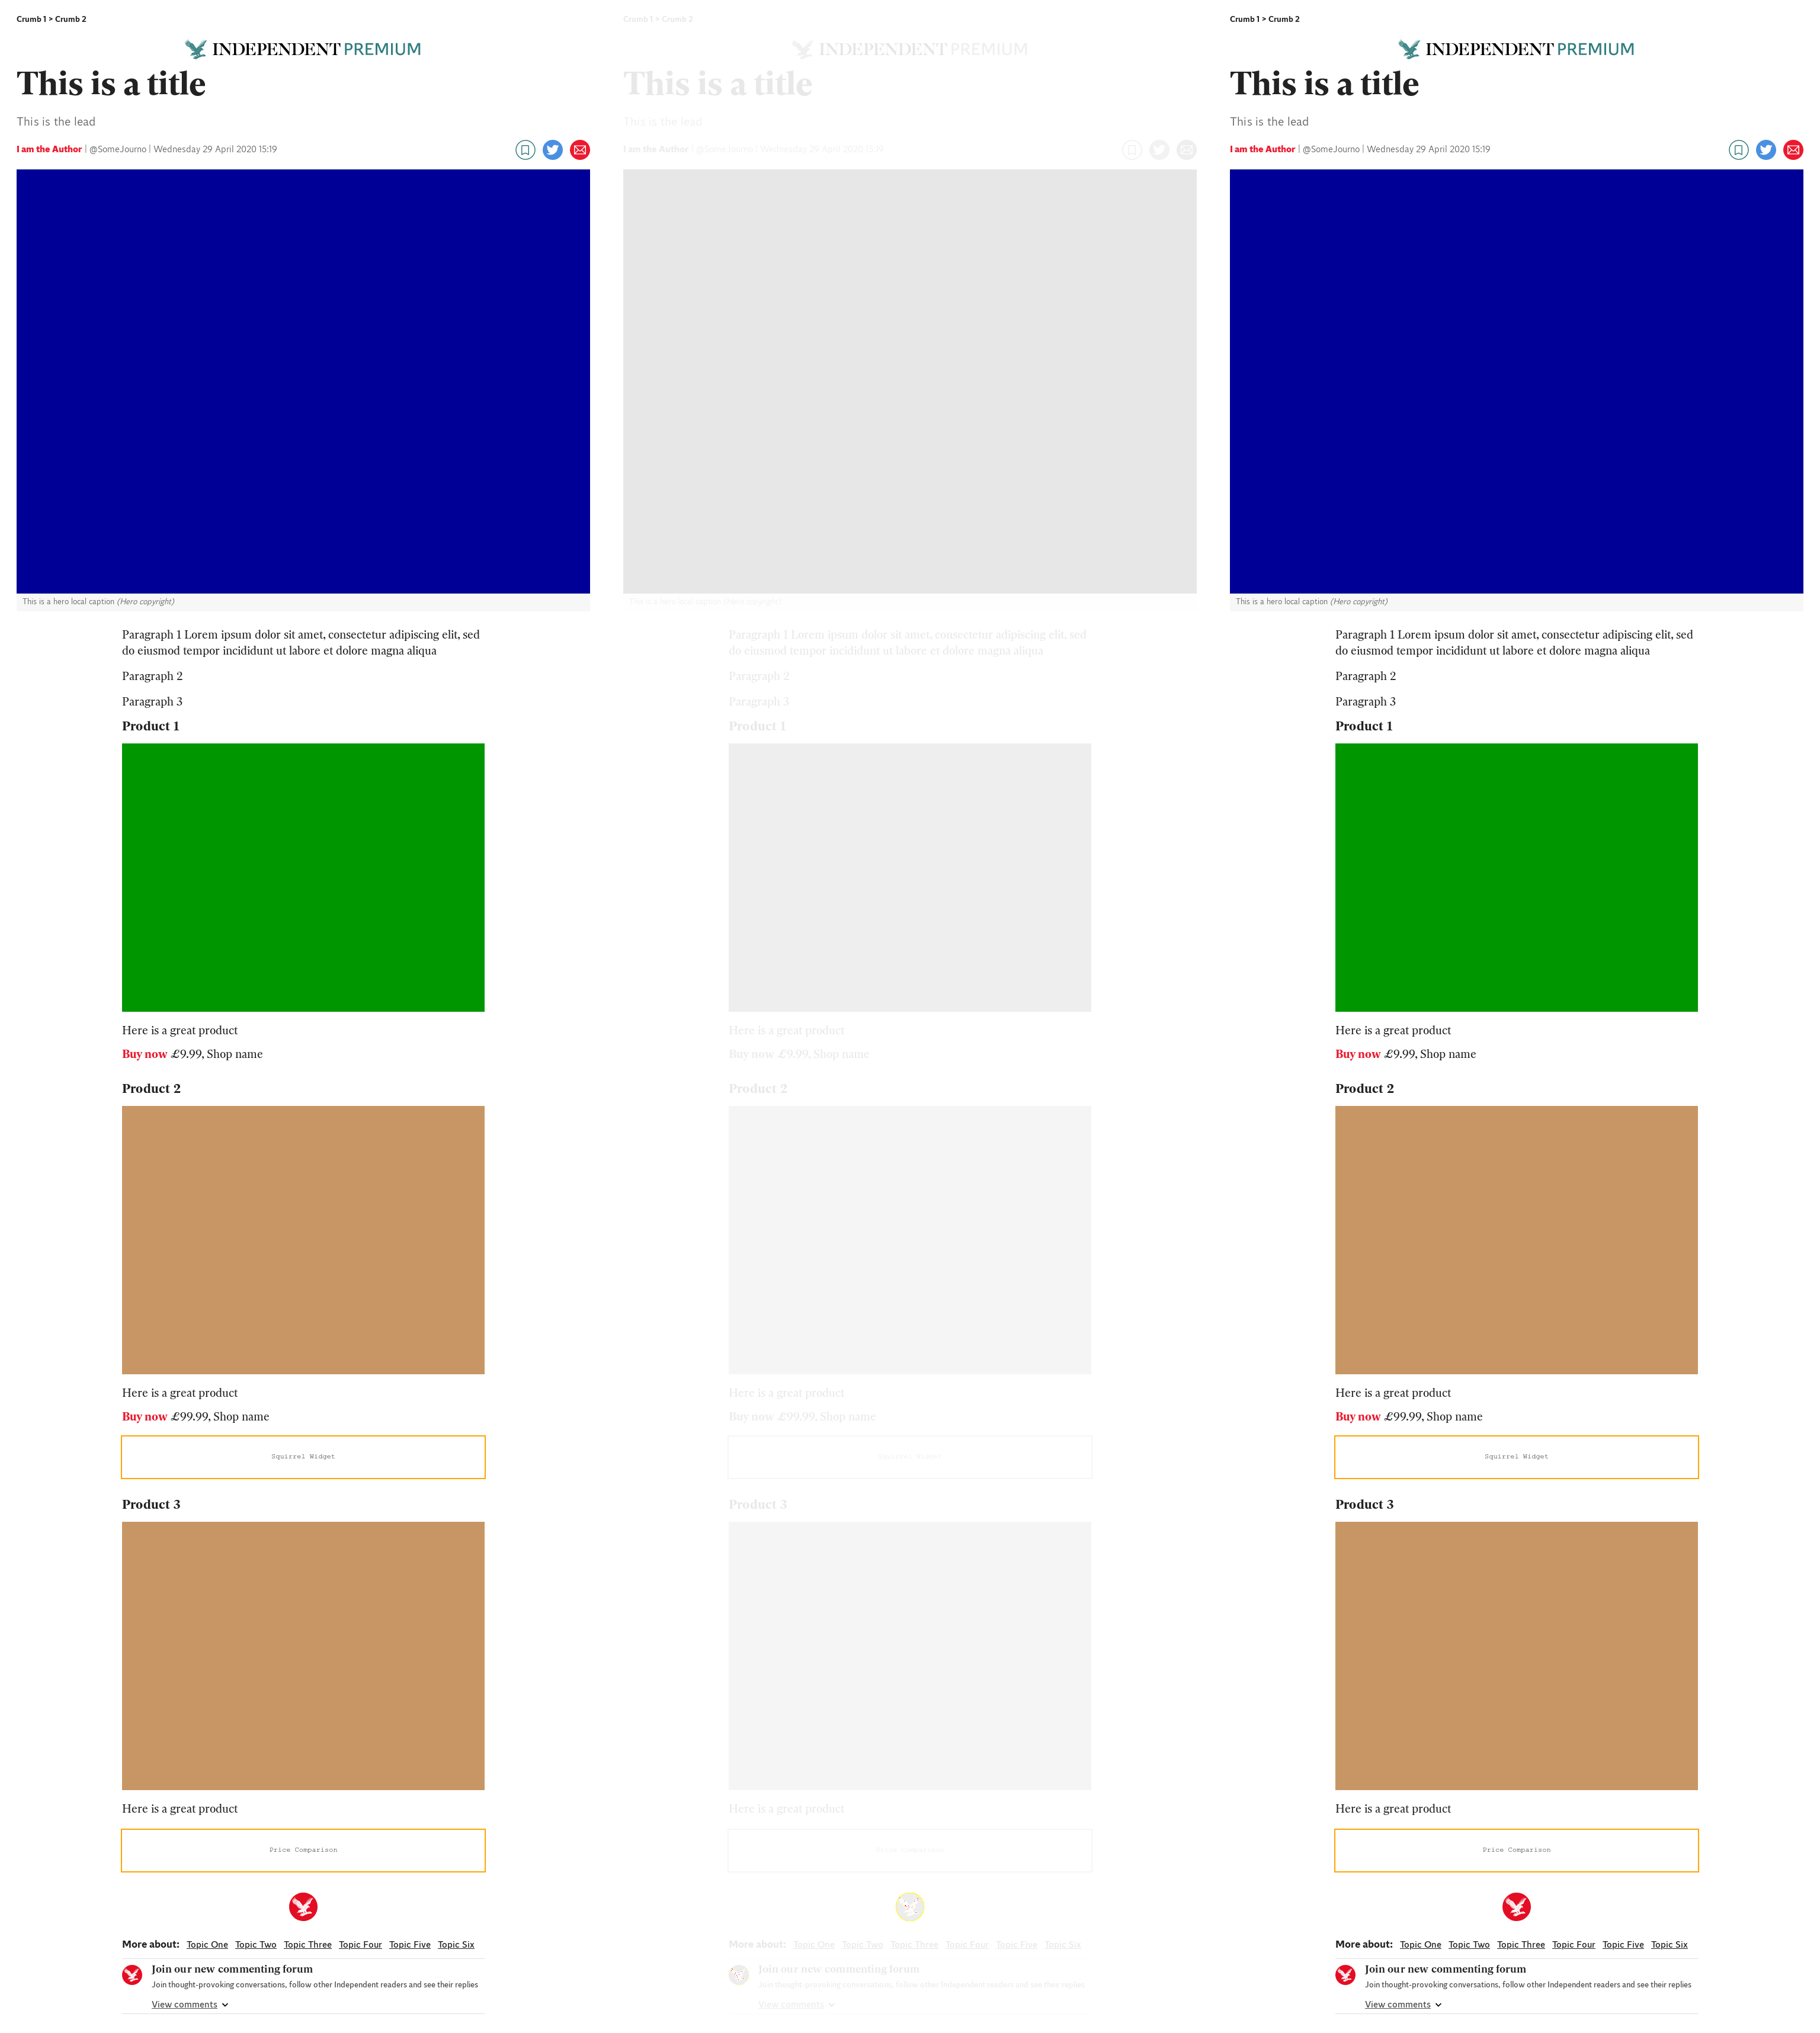 Crumb 1 > Crumb 2
INDEPENDENT PREMIUM
This is a title
This is the lead
I am the Author | @SomeJourno | Wednesday 29 April 2020 15:19
This is a hero local caption (Hero copyright)
Paragraph 1 Lorem ipsum dolor sit amet, consectetur adipiscing elit, sed
do eiusmod tempor incididunt ut labore et dolore magna aliqua
Paragraph 2
Paragraph 3
Product 1
Here is a great product
Buy now £9.99, Shop name
Product 2
Here is a great product
Buy now £99.99, Shop name
Squirrel Widget
Product 3
Here is a great product
Price Comparison
More about: Topic One Topic Two Topic Three Topic Four Topic Five Topic Six
Join our new commenting forum
Join thought-provoking conversations, follow other Independent readers and see their replies
View comments
Crumb 1 > Crumb 2
INDEPENDENT PREMIUM
This is a title
This is the lead
I am the Author | @SomeJourno | Wednesday 29 April 2020 15:19
This is a hero local caption (Hero copyright)
Paragraph 1 Lorem ipsum dolor sit amet, consectetur adipiscing elit, sed
do eiusmod tempor incididunt ut labore et dolore magna aliqua
Paragraph 2
Paragraph 3
Product 1
Here is a great product
Buy now £9.99, Shop name
Product 2
Here is a great product
Buy now £99.99, Shop name
Squirrel Widget
Product 3
Here is a great product
Price Comparison
More about: Topic One Topic Two Topic Three Topic Four Topic Five Topic Six
Join our new commenting forum
Join thought-provoking conversations, follow other Independent readers and see their replies
View comments
Crumb 1 > Crumb 2
INDEPENDENT PREMIUM
This is a title
This is the lead
I am the Author | @SomeJourno | Wednesday 29 April 2020 15:19
This is a hero local caption (Hero copyright)
Paragraph 1 Lorem ipsum dolor sit amet, consectetur adipiscing elit, sed
do eiusmod tempor incididunt ut labore et dolore magna aliqua
Paragraph 2
Paragraph 3
Product 1
Here is a great product
Buy now £9.99, Shop name
Product 2
Here is a great product
Buy now £99.99, Shop name
Squirrel Widget
Product 3
Here is a great product
Price Comparison
More about: Topic One Topic Two Topic Three Topic Four Topic Five Topic Six
Join our new commenting forum
Join thought-provoking conversations, follow other Independent readers and see their replies
View comments